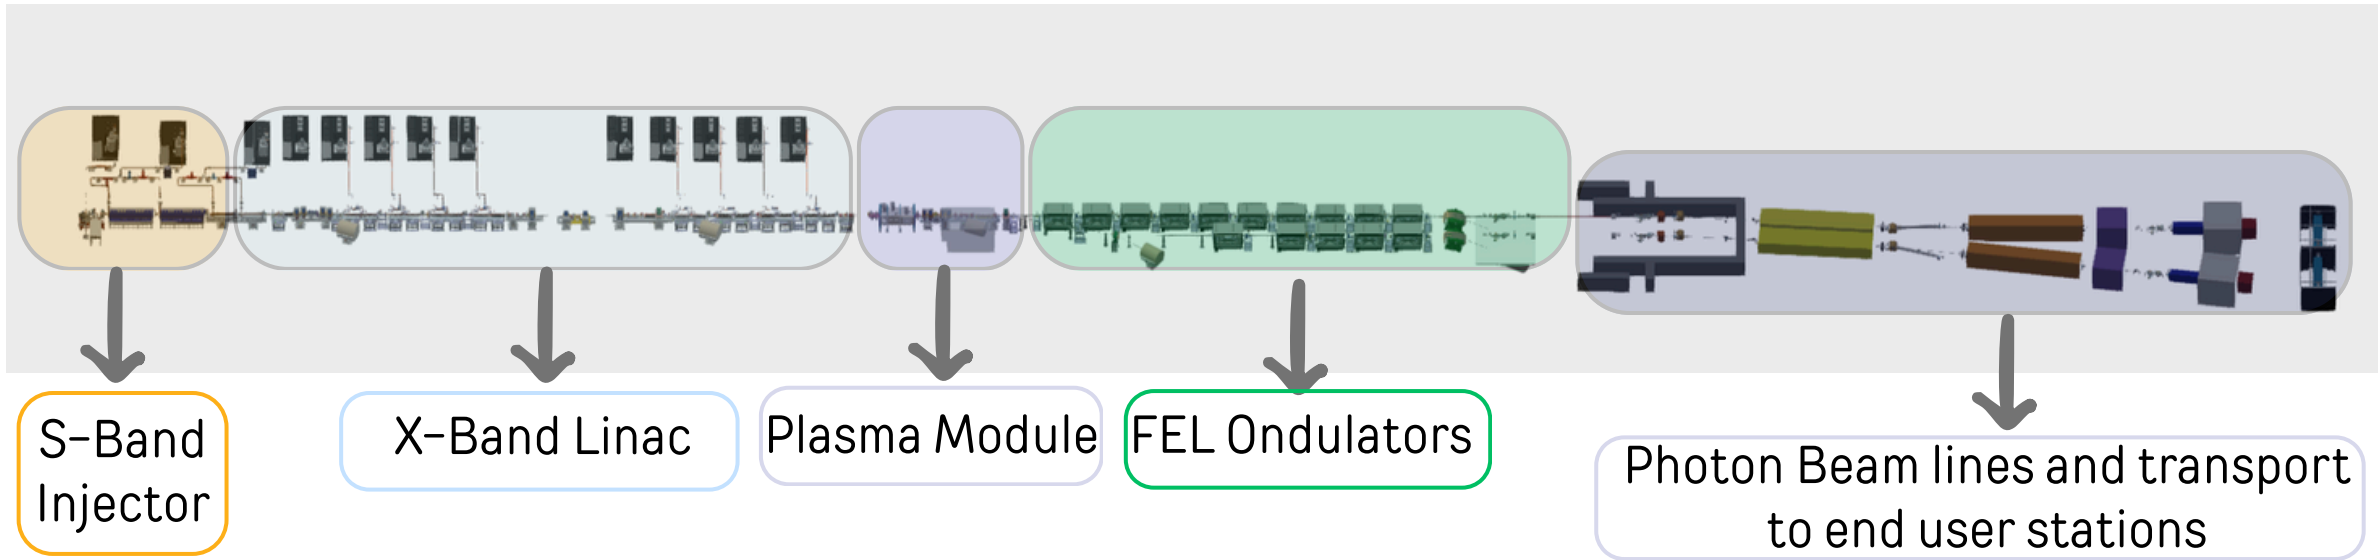 S-Band
Injector
X-Band Linac
Plasma Module
FEL Ondulators
Photon Beam lines and transport
to end user stations